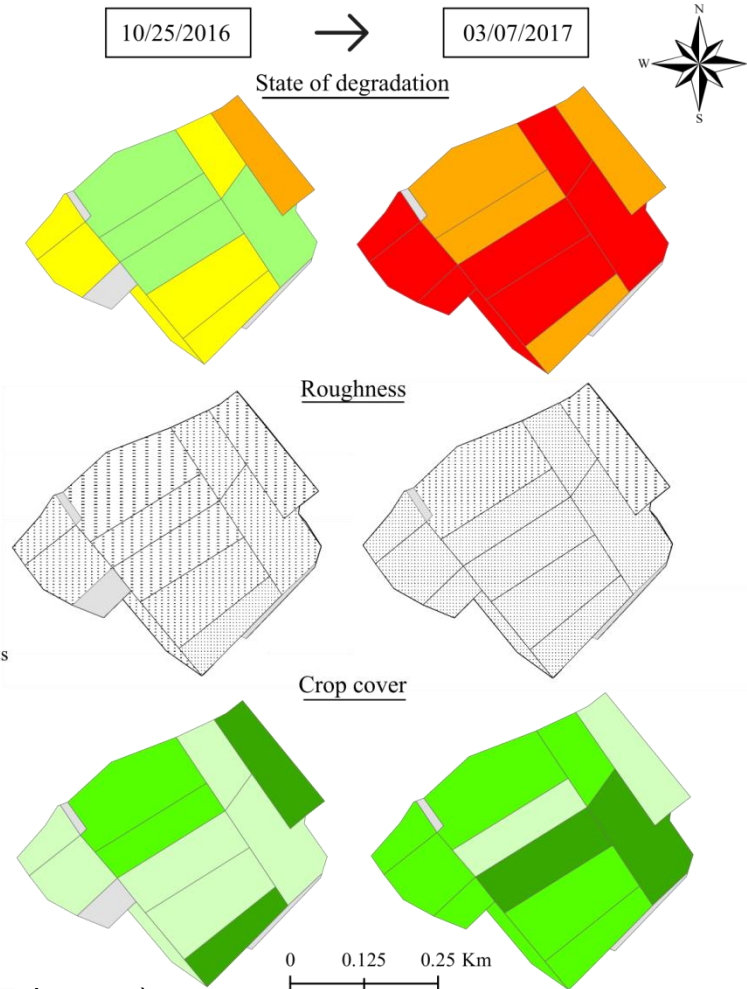 10/25/2016
03/07/2017
N
W
S
State of degradation
Roughness
s
Crop cover
0 0.125 0.25 Km